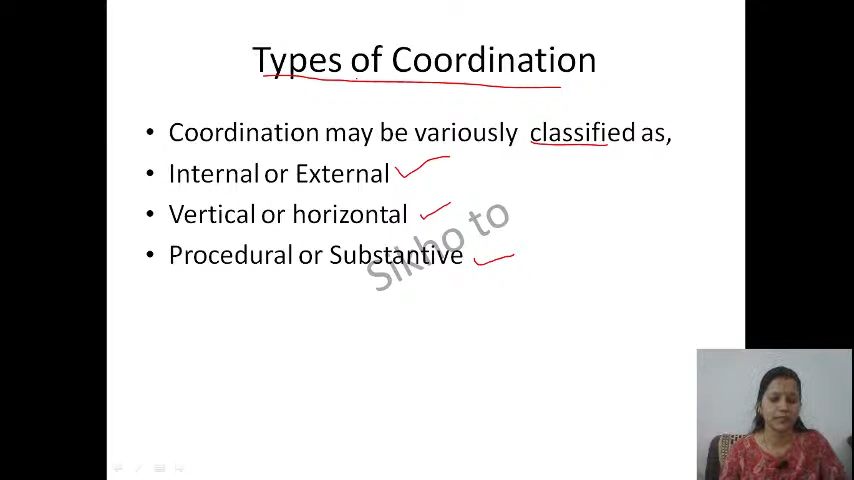 Types of Coordination
• Coordination may be variously classified as,
• Internal or External
• Vertical or horizontal
• Procedural or Substantive
Sikho to